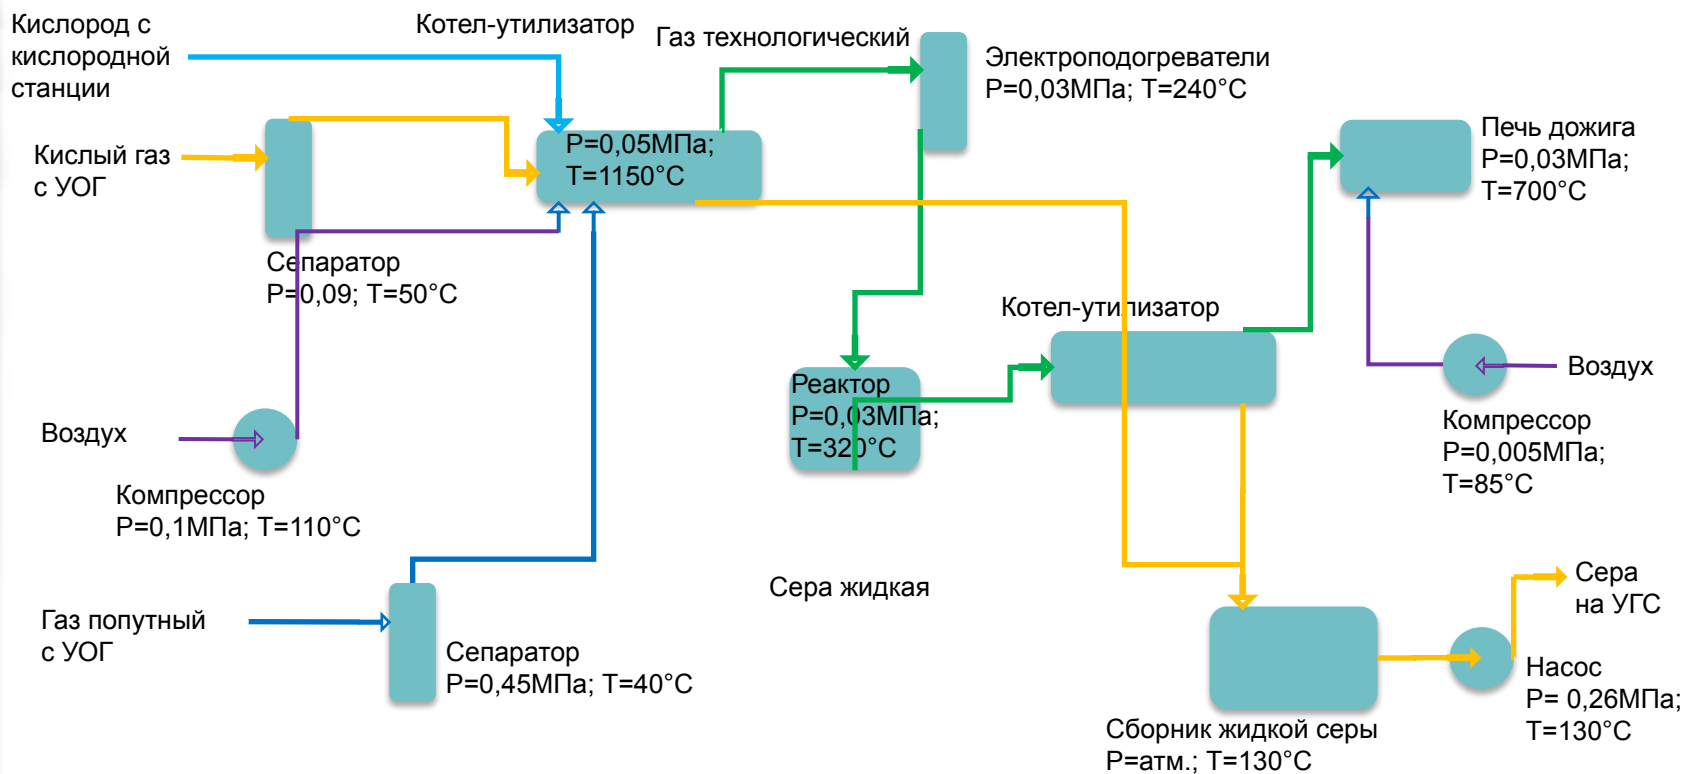 Кислород с
кислородной
станции
Котел-утилизатор
Газ технологический
Электроподогреватели
P=0,03МПа; T=240°C
Печь дожига
P=0,03МПа;
T=700°C
P=0,05МПа;
T=1150°C
Кислый газ
с УОГ
Сепаратор
P=0,09; T=50°C
Котел-утилизатор
Реактор
P=0,03МПа;
T=320°C
Воздух
Компрессор
P=0,005МПа;
T=85°C
Воздух
Компрессор
P=0,1МПа; T=110°C
Сера жидкая
Сера
на УГС
Газ попутный
с УОГ
Сепаратор
P=0,45МПа; T=40°C
Насос
P= 0,26МПа;
T=130°C
Сборник жидкой серы
P=атм.; T=130°C